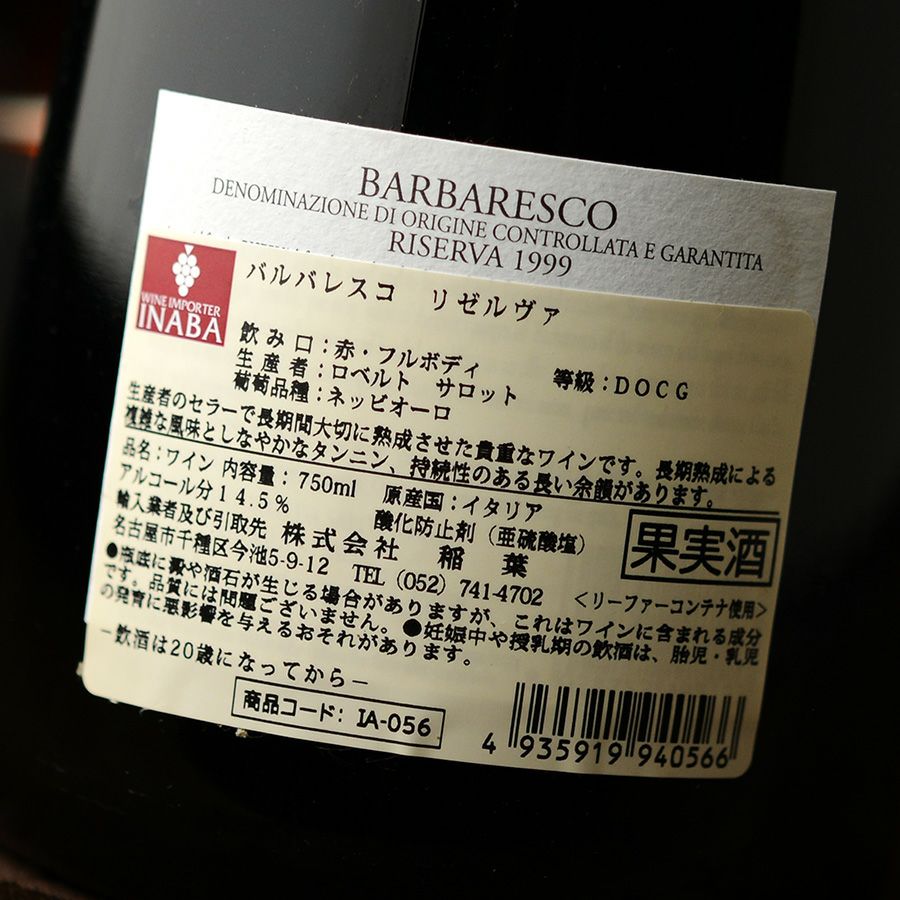 BARBARESCO
DENOMINAZIONE DI ORIGINE CONTROLLATA E GARANTITA
RISERVA 1999
WINE IMPORTER
INABA
バルバレスコ リゼルヴァ
飲み口:赤・フルボディ
生産者:ロベルト サロット 等級:DOCG
葡萄品種:ネッビオーロ
生産者のセラーで長期間大切に熟成させた貴重なワインです。長期熟成による
複雑な風味としなやかなタンニン、持続性のある長い余韻があります。
品名:ワイン 内容量:750ml 原産国:イタリア
アルコール分14.5% 酸化防止剤(亜硫酸塩)
輸入業者及び引取先 株式会社 稲葉
名古屋市千種区今池5-9-12 TEL(052)741-4702
果実酒
<リーファーコンテナ使用>
●瓶底に澱や酒石が生じる場合がありますが、これはワインに含まれる成分
です。品質には問題ございません。●妊娠中や授乳期の飲酒は、胎児・乳児
の発育に悪影響を与えるおそれがあります。
-飲酒は20歳になってから-
商品コード:IA-056
4 935919 940566